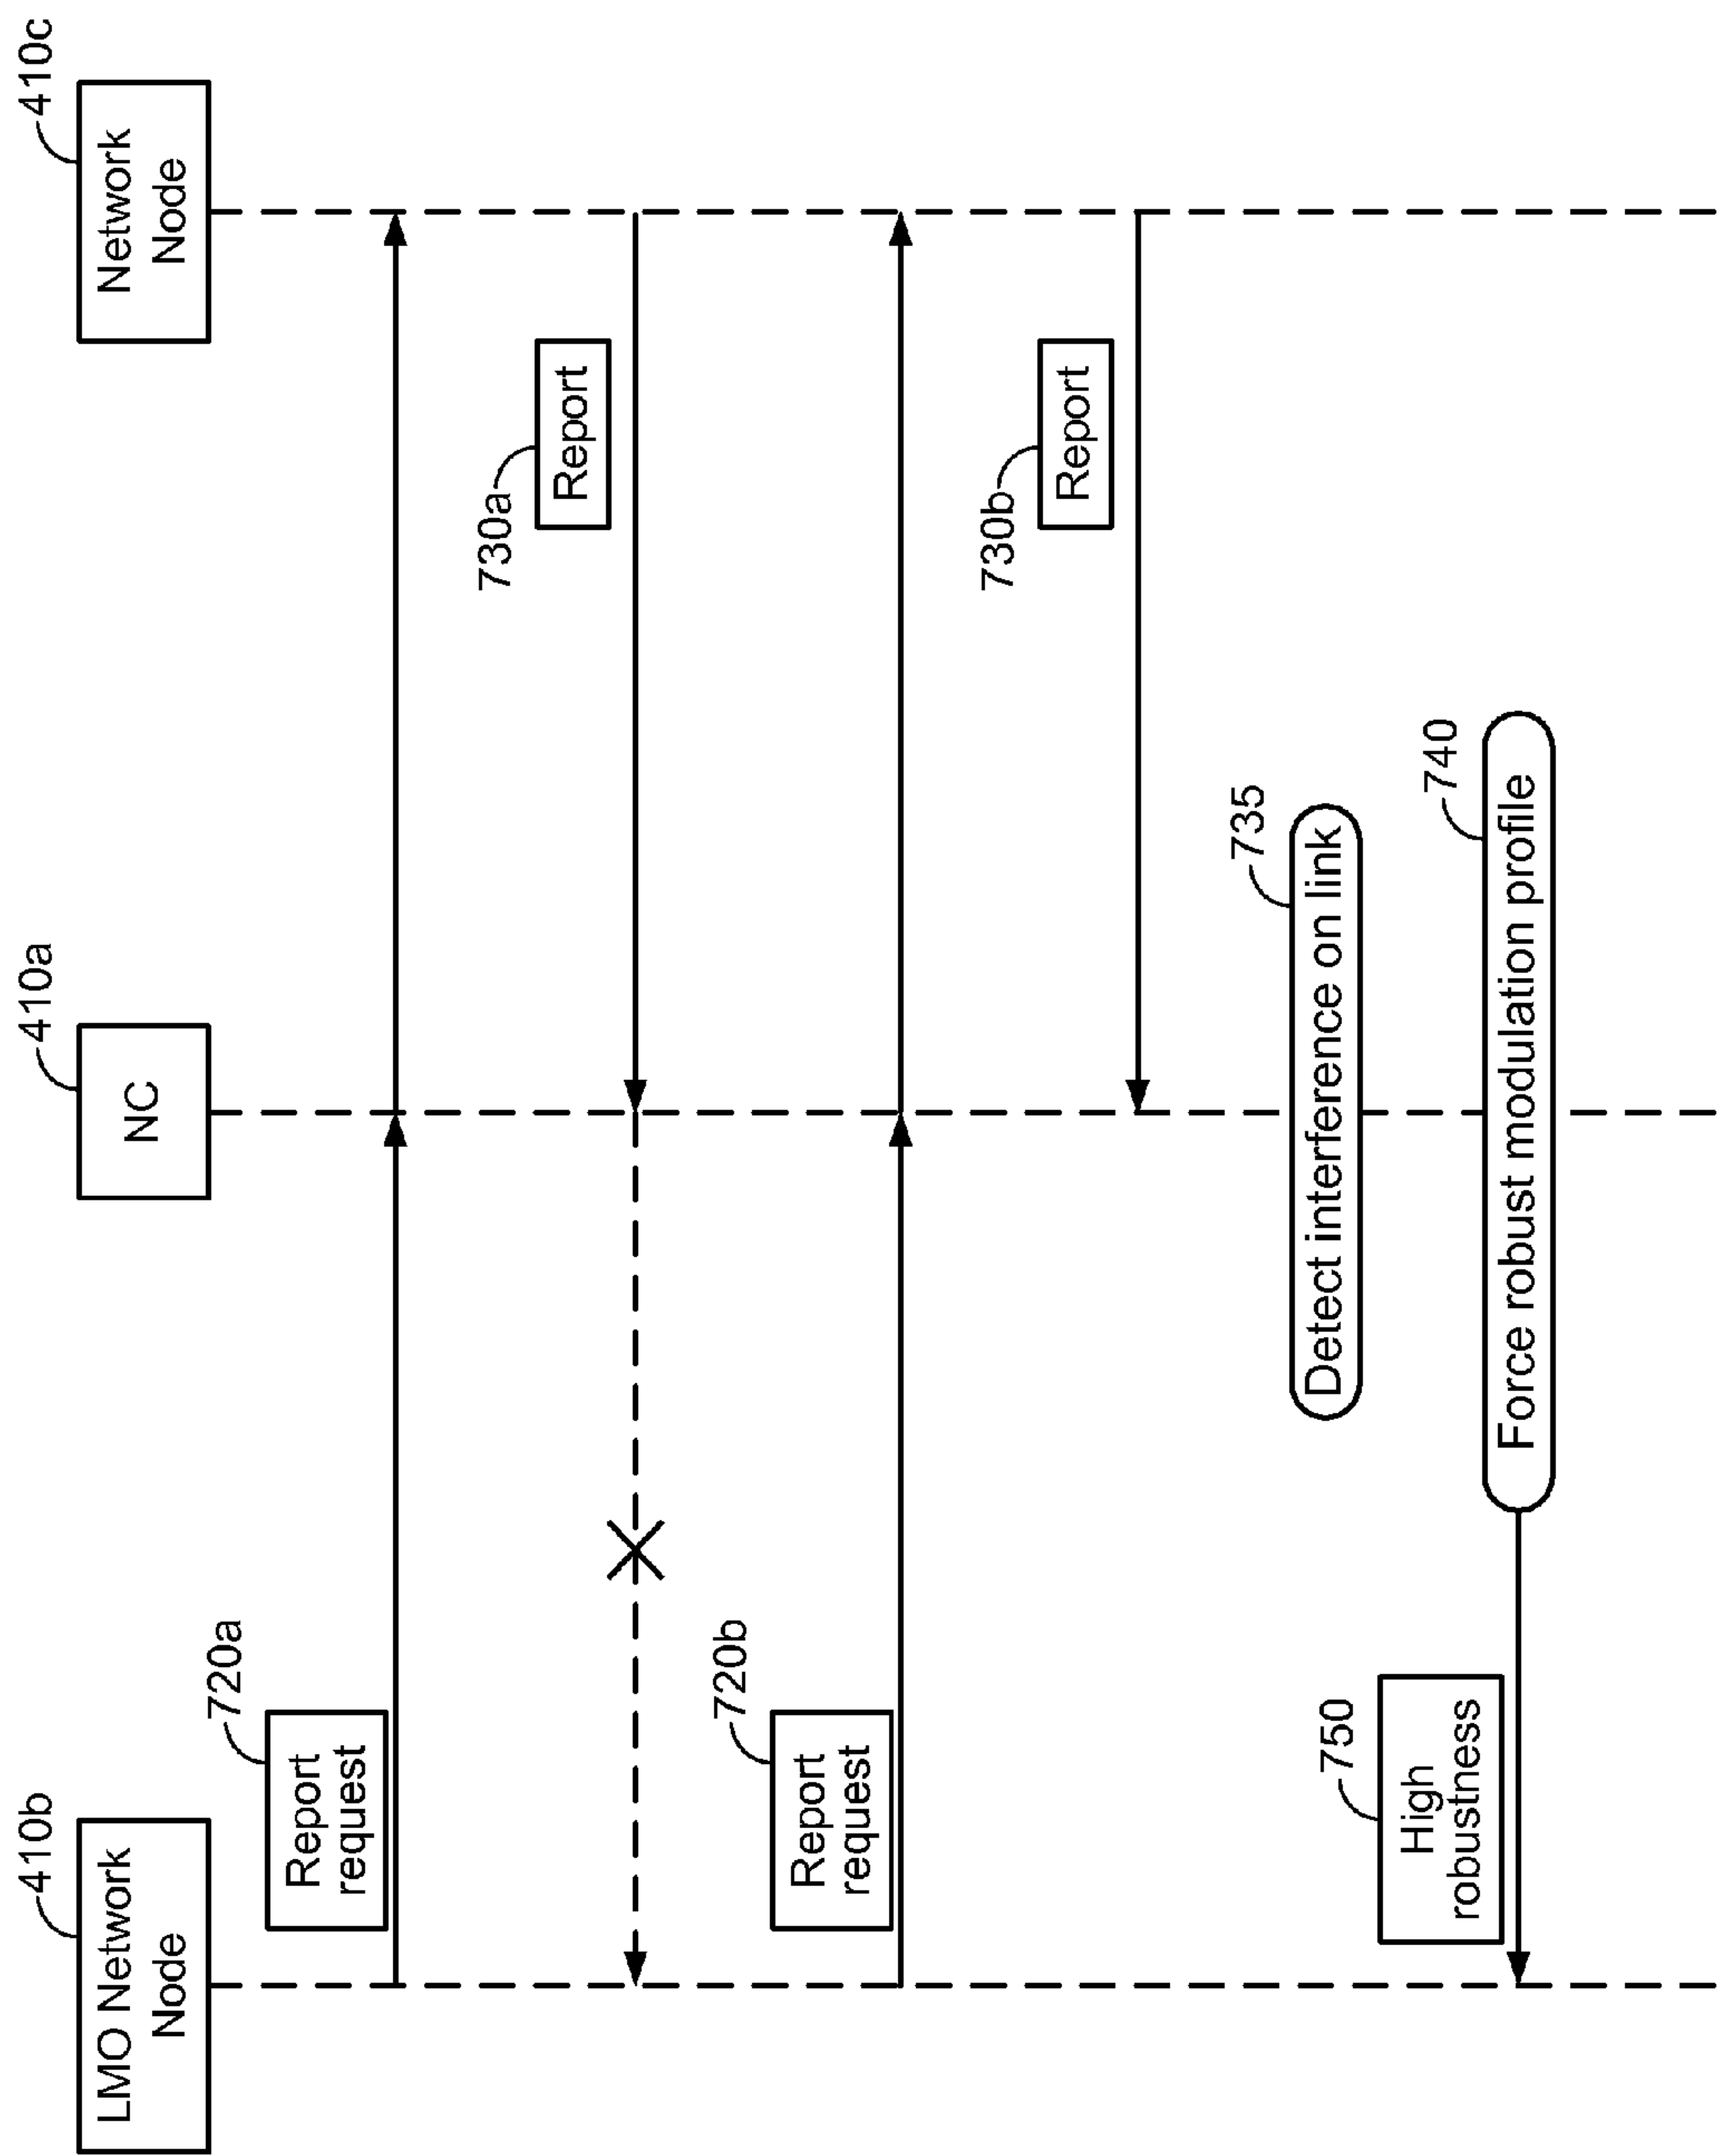 410b
LMO Network
Node
410a
NC
410c
Network
Node
720a
Report
request
730a
Report
720b
Report
request
730b
Report
735
Detect interference on link
740
Force robust modulation profile
750
High
robustness